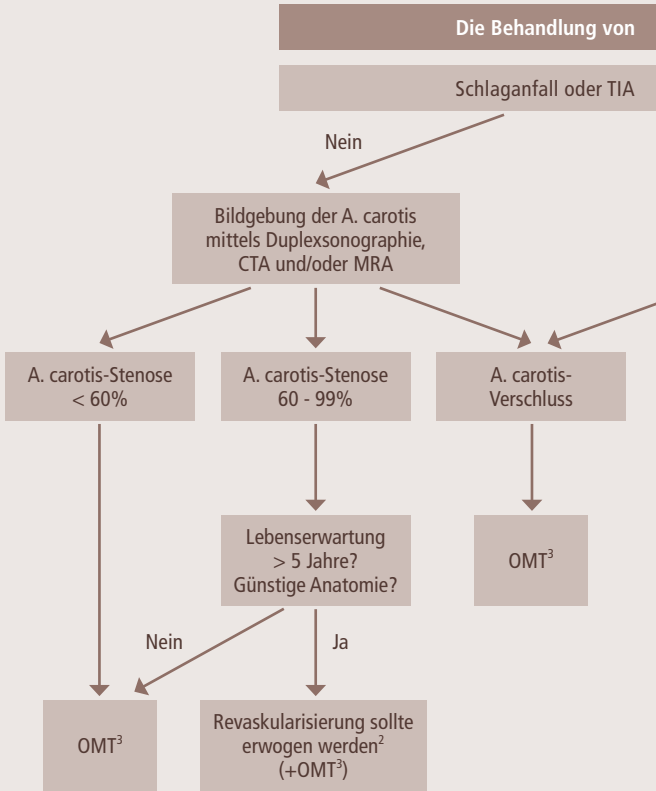 Die Behandlung von
Schlaganfall oder TIA
Nein
Bildgebung der A. carotis
mittels Duplexsonographie,
CTA und/oder MRA
A. carotis-Stenose
< 60%
A. carotis-Stenose
60 - 99%
A. carotis-
Verschluss
Lebenserwartung
> 5 Jahre?
Günstige Anatomie?
OMT³
Nein
Ja
OMT³
Revaskularisierung sollte
erwogen werden²
(+OMT³)